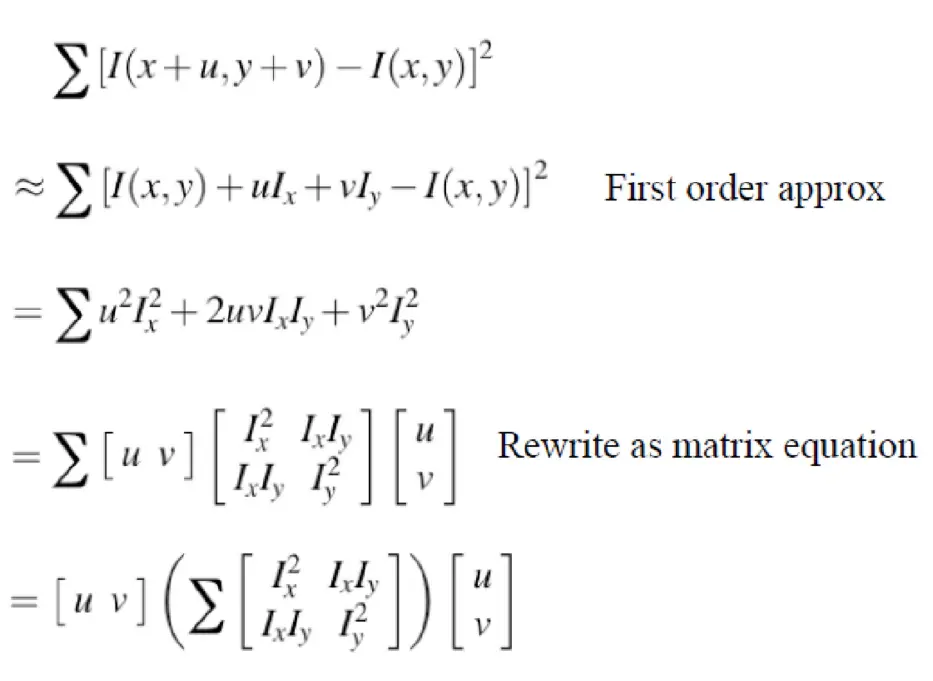 ∑[I(x+u,y+v)−I(x,y)]²
≈ ∑[I(x,y)+uIₓ+vI_y−I(x,y)]² First order approx
= ∑u²Iₓ²+2uvIₓI_y+v²I_y²
= ∑[u v][Iₓ² IₓI_y; IₓI_y I_y²][u; v] Rewrite as matrix equation
= [u v](∑[Iₓ² IₓI_y; IₓI_y I_y²])[u; v]